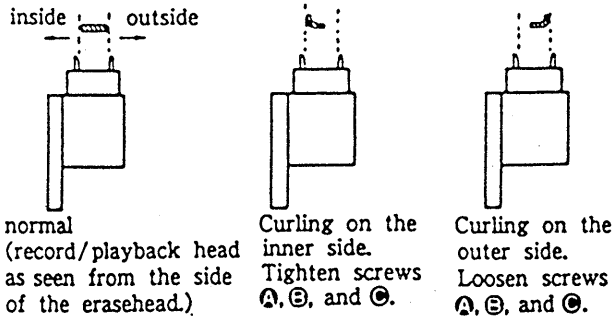 inside outside
normal
(record/playback head
as seen from the side
of the erasehead.)
Curling on the
inner side.
Tighten screws
Ⓐ, Ⓑ, and Ⓒ.
Curling on the
outer side.
Loosen screws
Ⓐ, Ⓑ, and Ⓒ.